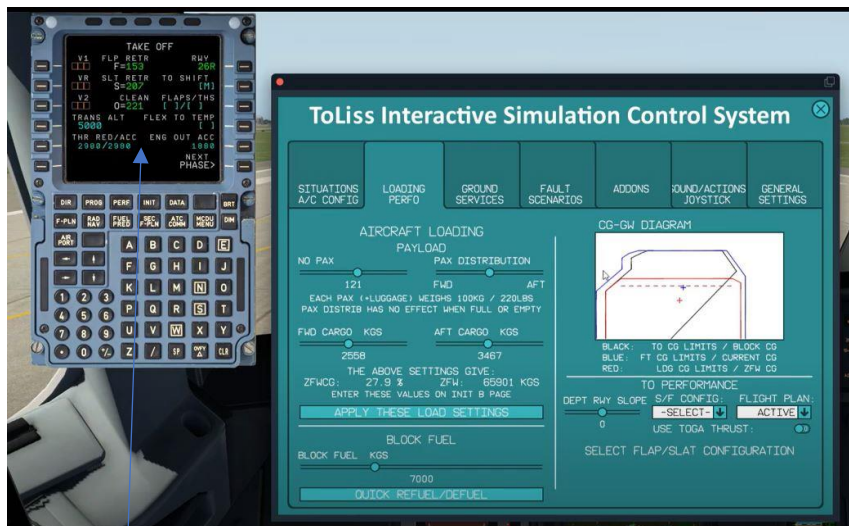 TAKE OFF
V1 FLP RETR RWY
F=153 26R
VR SLT RETR TO SHIFT
S=207 [M]
V2 CLEAN FLAPS/THS
O=221 [ ]/[ ]
TRANS ALT FLEX TO TEMP
5000 [ ]
THR RED/ACC ENG OUT ACC
2980/2980 1880
NEXT
PHASE>
DIR PROG PERF INIT DATA BRT
F-PLN RAD NAV FUEL PRED SEC F-PLN ATC COMM MCDU MENU DIM
AIR PORT
A B C D E
F G H I J
K L M N O
1 2 3 P Q R S T
4 5 6 U V W X Y
7 8 9 Z / SP OVFY Δ CLR
. 0 +/-
ToLiss Interactive Simulation Control System
SITUATIONS A/C CONFIG
LOADING PERFO
GROUND SERVICES
FAULT SCENARIOS
ADDONS
SOUND/ACTIONS JOYSTICK
GENERAL SETTINGS
AIRCRAFT LOADING
PAYLOAD
NO PAX PAX DISTRIBUTION
121 FWD AFT
EACH PAX (+LUGGAGE) WEIGHS 100KG / 220LBS
PAX DISTRIB HAS NO EFFECT WHEN FULL OR EMPTY
FWD CARGO KGS AFT CARGO KGS
2558 3467
THE ABOVE SETTINGS GIVE:
ZFWCG: 27.9 % ZFW: 65901 KGS
ENTER THESE VALUES ON INIT B PAGE
APPLY THESE LOAD SETTINGS
BLOCK FUEL
BLOCK FUEL KGS
7000
QUICK REFUEL/DEFUEL
CG-GW DIAGRAM
BLACK: TO CG LIMITS / BLOCK CG
BLUE: FT CG LIMITS / CURRENT CG
RED: LDG CG LIMITS / ZFW CG
TO PERFORMANCE
DEPT RWY SLOPE S/F CONFIG: FLIGHT PLAN:
0 -SELECT- ACTIVE
USE TOGA THRUST:
SELECT FLAP/SLAT CONFIGURATION